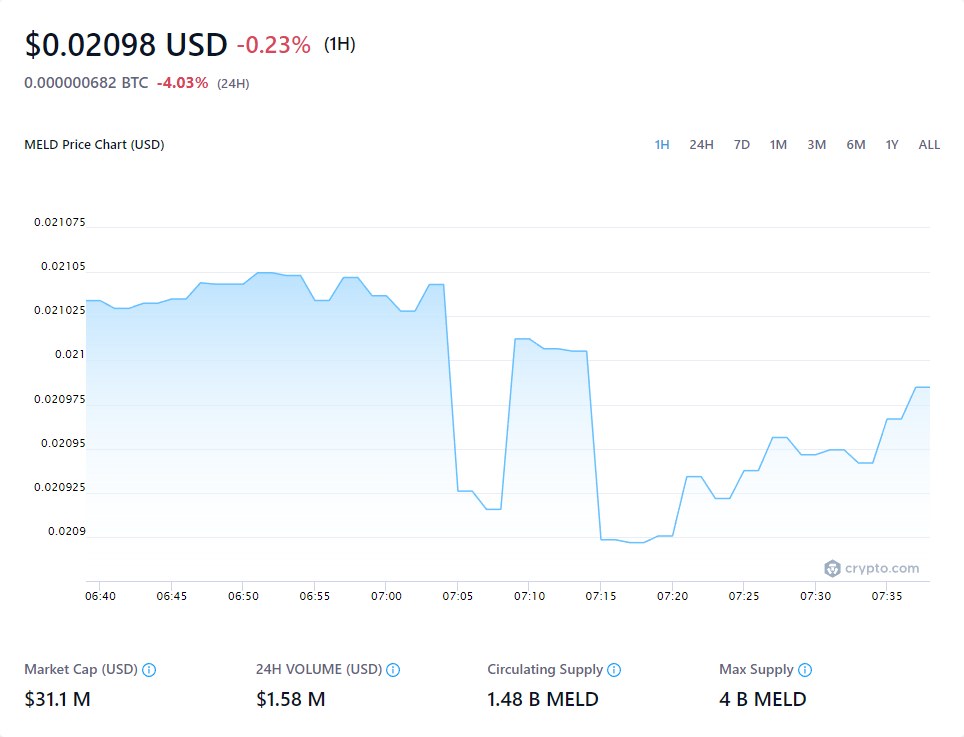 $0.02098 USD -0.23% (1H)
0.000000682 BTC -4.03% (24H)
MELD Price Chart (USD)
1H 24H 7D 1M 3M 6M 1Y ALL
0.021075
0.02105
0.021025
0.021
0.020975
0.02095
0.020925
0.0209
crypto.com
06:40 06:45 06:50 06:55 07:00 07:05 07:10 07:15 07:20 07:25 07:30 07:35
Market Cap (USD) 24H VOLUME (USD) Circulating Supply Max Supply
$31.1 M $1.58 M 1.48 B MELD 4 B MELD